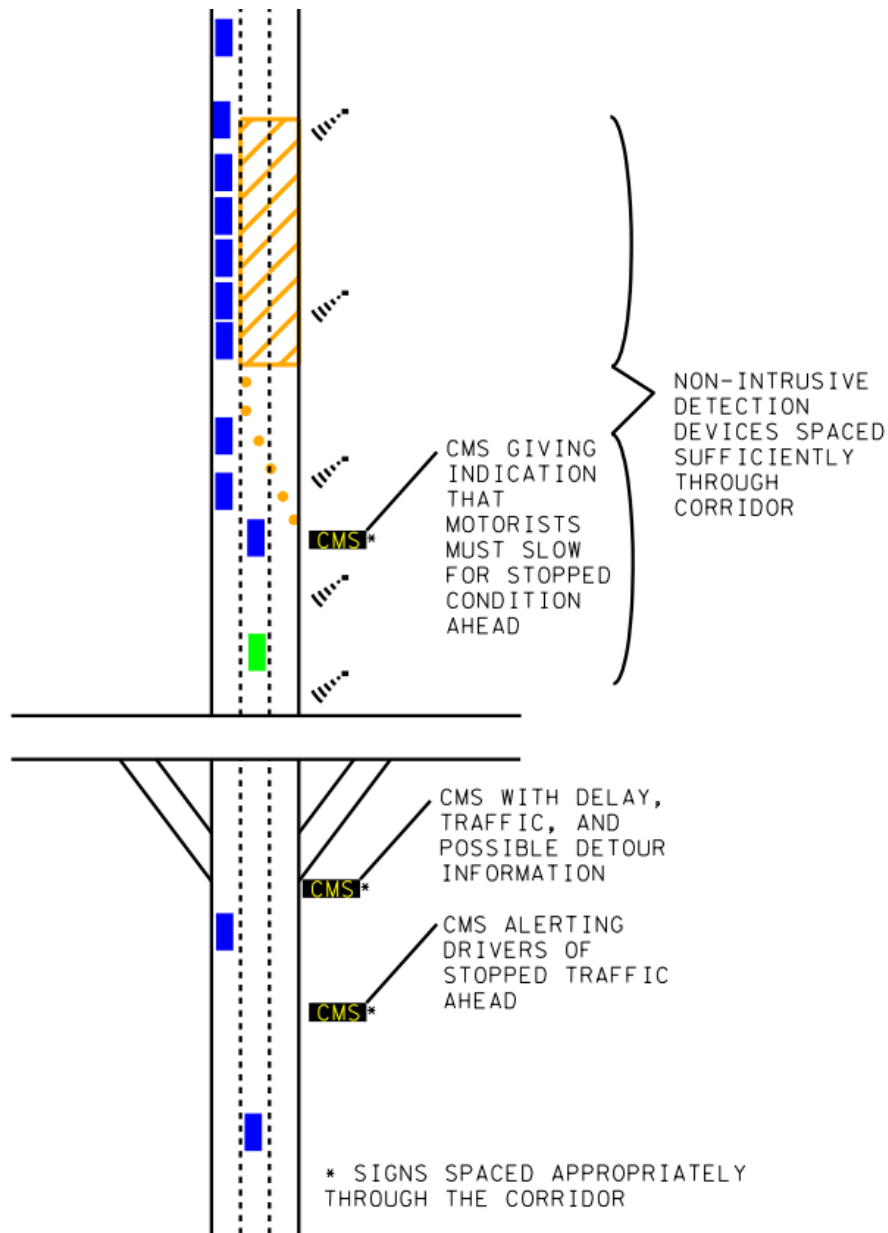 NON-INTRUSIVE
DETECTION
DEVICES SPACED
SUFFICIENTLY
THROUGH
CORRIDOR
CMS GIVING
INDICATION
THAT
MOTORISTS
MUST SLOW
FOR STOPPED
CONDITION
AHEAD
CMS*
CMS WITH DELAY,
TRAFFIC, AND
POSSIBLE DETOUR
INFORMATION
CMS*
CMS ALERTING
DRIVERS OF
STOPPED TRAFFIC
AHEAD
CMS*
* SIGNS SPACED APPROPRIATELY
THROUGH THE CORRIDOR